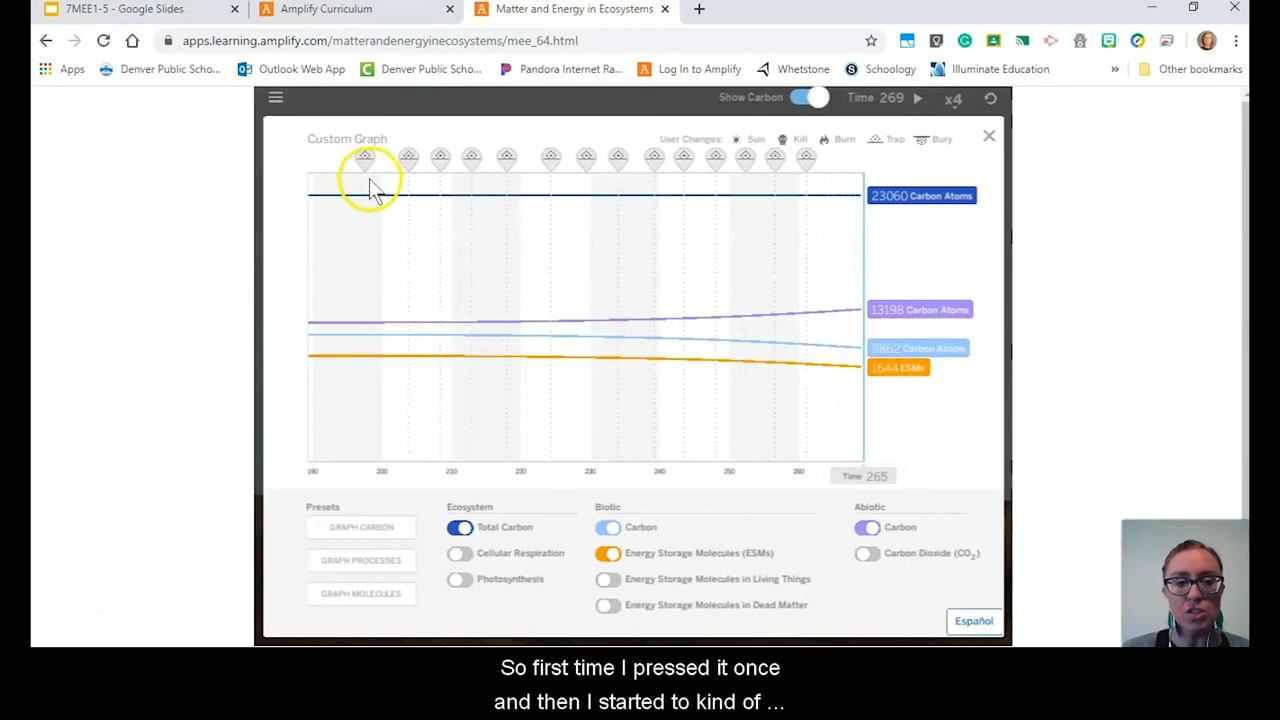 7MEE1-5 - Google Slides
Amplify Curriculum
Matter and Energy in Ecosystems
apps.learning.amplify.com/matterandenergyinecosystems/mee_64.html
Apps
Denver Public Scho...
Outlook Web App
Denver Public Scho...
Pandora Internet Ra...
Log In to Amplify
Whetstone
Schoology
Illuminate Education
»
Other bookmarks
Show Carbon
Time 269
x4
Custom Graph
User Changes:
Sun
Kill
Burn
Trap
Bury
23060 Carbon Atoms
13198 Carbon Atoms
9862 Carbon Atoms
1644 ESMs
190 200 210 220 230 240 250 260
Time 265
Presets
GRAPH CARBON
GRAPH PROCESSES
GRAPH MOLECULES
Ecosystem
Total Carbon
Cellular Respiration
Photosynthesis
Biotic
Carbon
Energy Storage Molecules (ESMs)
Energy Storage Molecules in Living Things
Energy Storage Molecules in Dead Matter
Abiotic
Carbon
Carbon Dioxide (CO₂)
Español
So first time I pressed it once
and then I started to kind of ...